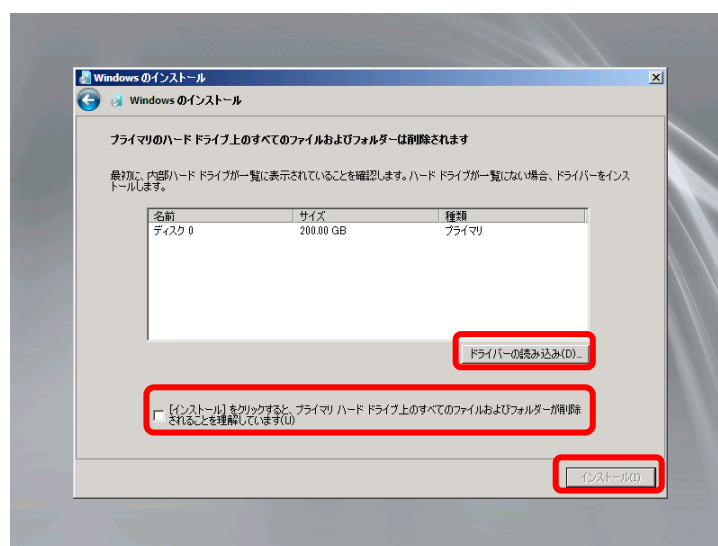 Windows のインストール
Windows のインストール
プライマリのハード ドライブ上のすべてのファイルおよびフォルダーは削除されます
最初に、内部ハード ドライブが一覧に表示されていることを確認します。ハード ドライブが一覧にない場合、ドライバーをインス
トールします。
名前 サイズ 種類
ディスク 0 200.00 GB プライマリ
ドライバーの読み込み(D)...
[インストール] をクリックすると、プライマリ ハード ドライブ上のすべてのファイルおよびフォルダーが削除
されることを理解しています(U)
インストール(I)